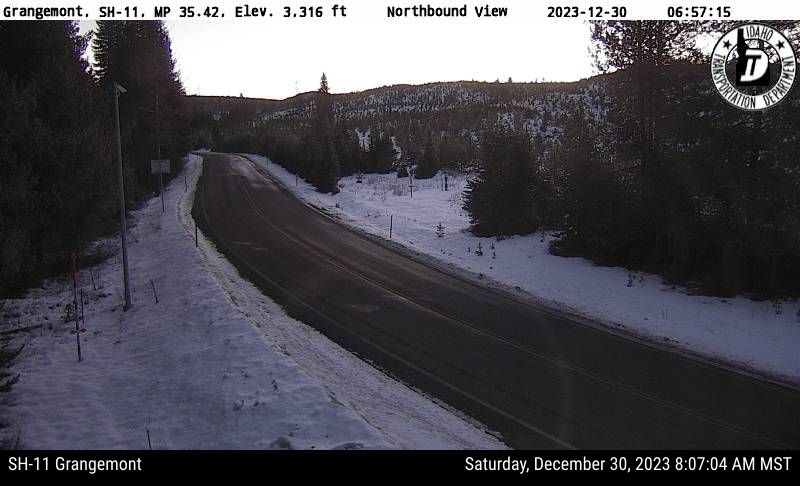 Grangemont, SH-11, MP 35.42, Elev. 3,316 ft Northbound View 2023-12-30 06:57:15
IDAHO
TRANSPORTATION DEPARTMENT
SH-11 Grangemont Saturday, December 30, 2023 8:07:04 AM MST